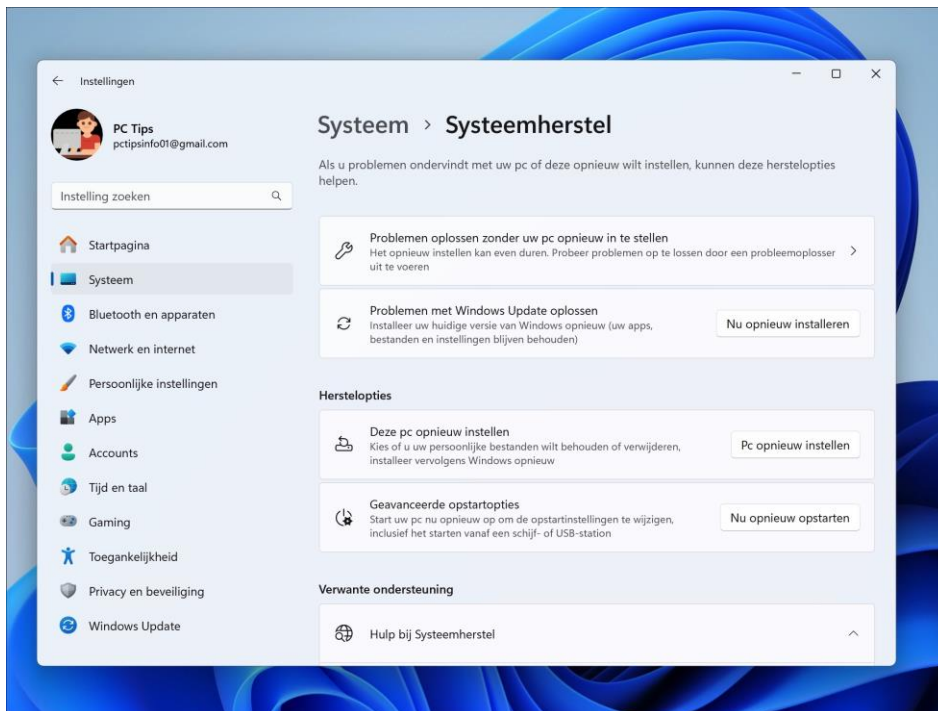 Instellingen
PC Tips
pctipsinfo01@gmail.com
Instelling zoeken
Startpagina
Systeem
Bluetooth en apparaten
Netwerk en internet
Persoonlijke instellingen
Apps
Accounts
Tijd en taal
Gaming
Toegankelijkheid
Privacy en beveiliging
Windows Update
Systeem > Systeemherstel
Als u problemen ondervindt met uw pc of deze opnieuw wilt instellen, kunnen deze herstelopties
helpen.
Problemen oplossen zonder uw pc opnieuw in te stellen
Het opnieuw instellen kan even duren. Probeer problemen op te lossen door een probleemoplosser
uit te voeren
Problemen met Windows Update oplossen
Installeer uw huidige versie van Windows opnieuw (uw apps,
bestanden en instellingen blijven behouden)
Nu opnieuw installeren
Herstelopties
Deze pc opnieuw instellen
Kies of u uw persoonlijke bestanden wilt behouden of verwijderen,
installeer vervolgens Windows opnieuw
Pc opnieuw instellen
Geavanceerde opstartopties
Start uw pc nu opnieuw op om de opstartinstellingen te wijzigen,
inclusief het starten vanaf een schijf- of USB-station
Nu opnieuw opstarten
Verwante ondersteuning
Hulp bij Systeemherstel